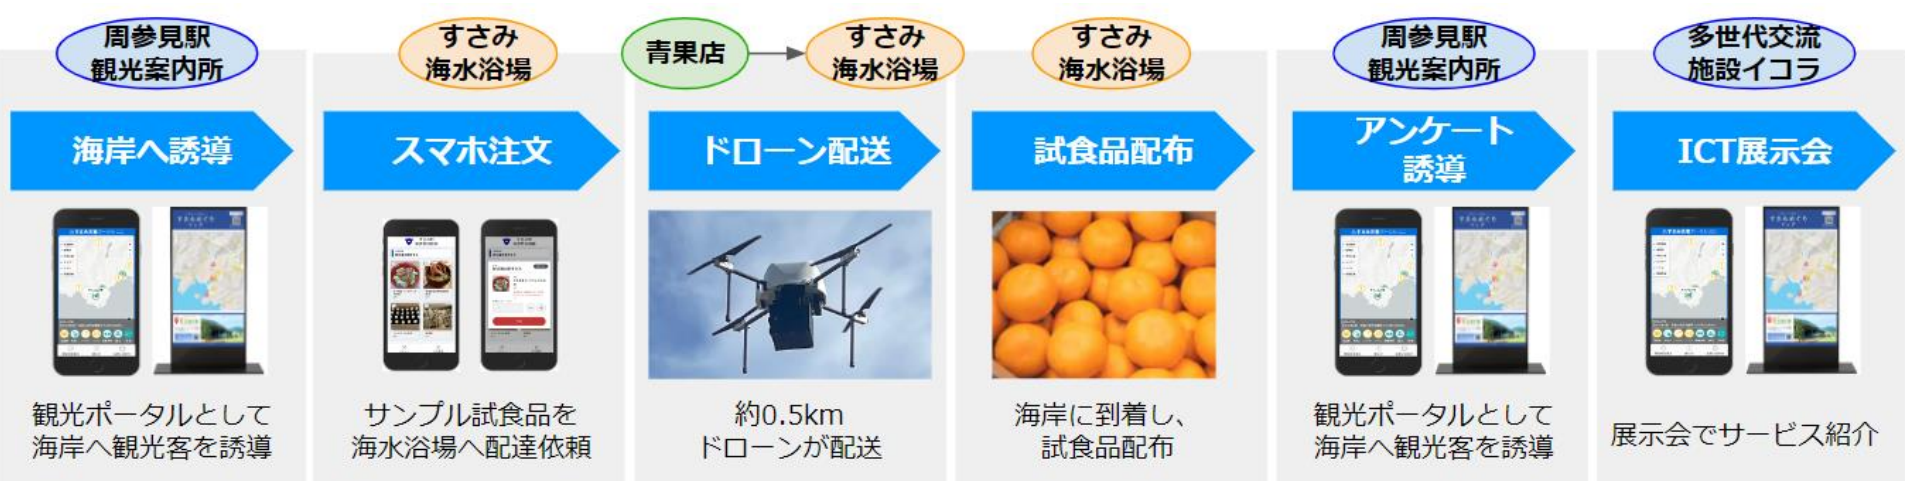 周参見駅
観光案内所
海岸へ誘導
観光ポータルとして
海岸へ観光客を誘導
すさみ
海水浴場
スマホ注文
サンプル試食品を
海水浴場へ配達依頼
青果店
すさみ
海水浴場
ドローン配送
約0.5km
ドローンが配送
すさみ
海水浴場
試食品配布
海岸に到着し、
試食品配布
周参見駅
観光案内所
アンケート
誘導
観光ポータルとして
海岸へ観光客を誘導
多世代交流
施設イコラ
ICT展示会
展示会でサービス紹介